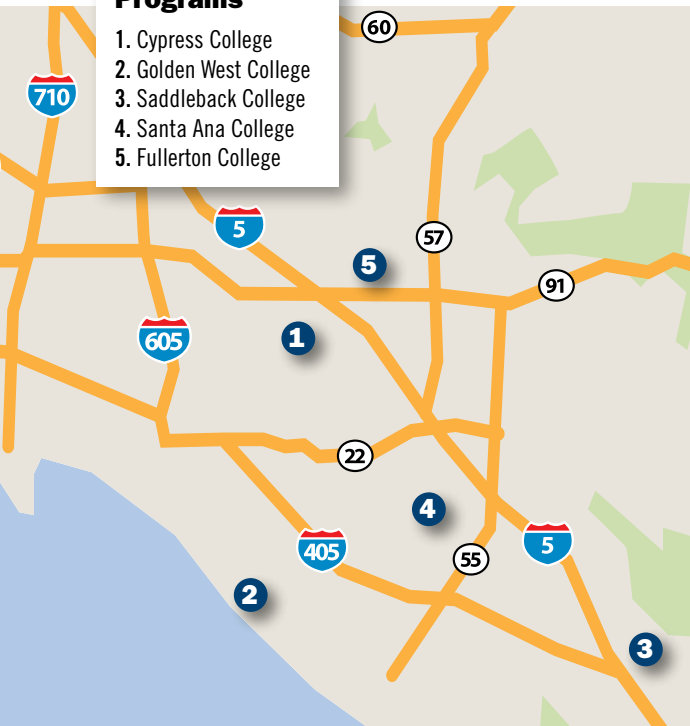 Programs
1. Cypress College
2. Golden West College
3. Saddleback College
4. Santa Ana College
5. Fullerton College
60
710
5
57
5
91
605
1
22
4
405
55
5
2
3